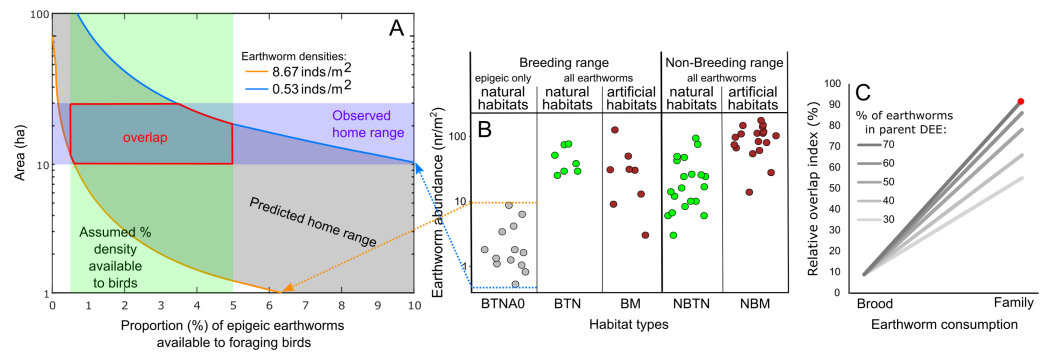 A
Earthworm densities:
8.67 inds/m2
0.53 inds/m2
Observed
home range
overlap
Predicted home range
Assumed %
density
available
to birds
Area (ha)
100
10
1
0 1 2 3 4 5 6 7 8 9 10
Proportion (%) of epigeic earthworms
available to foraging birds
Breeding range
Non-Breeding range
epigeic only
all earthworms
all earthworms
natural
habitats
natural
habitats
artificial
habitats
natural
habitats
artificial
habitats
B
Earthworm abundance (nr/m2)
100
10
1
BTNA0 BTN BM NBTN NBM
Habitat types
C
% of earthworms
in parent DEE:
70
60
50
40
30
Relative overlap index (%)
100
90
80
70
60
50
40
30
20
10
0
Brood Family
Earthworm consumption